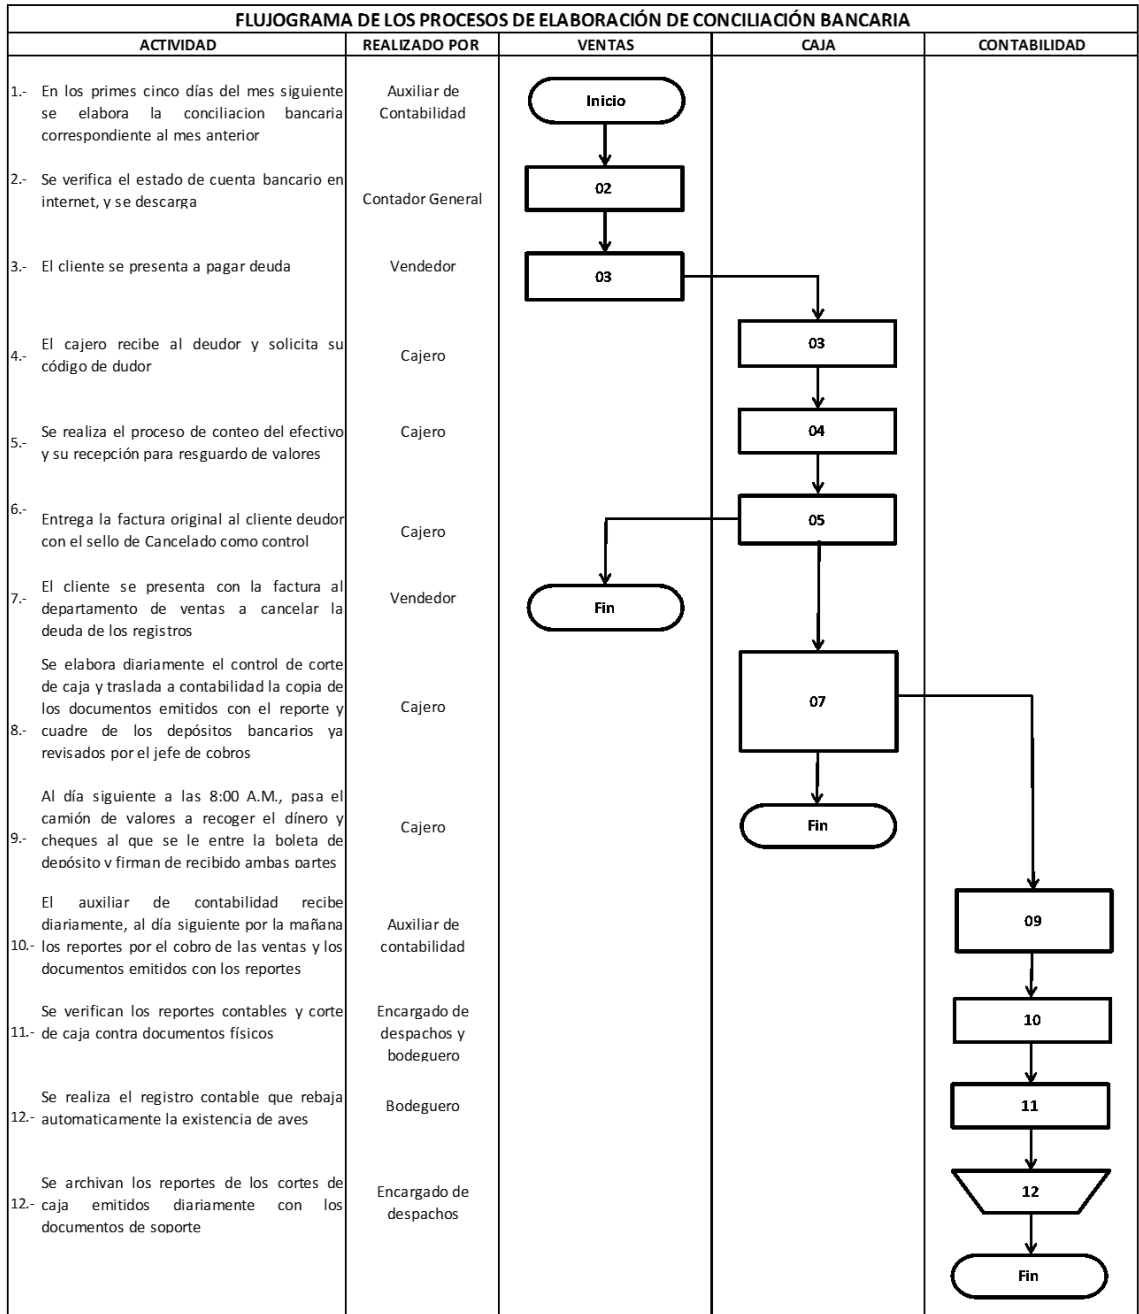 FLUJOGRAMA DE LOS PROCESOS DE ELABORACIÓN DE CONCILIACIÓN BANCARIA
ACTIVIDAD REALIZADO POR VENTAS CAJA CONTABILIDAD
1.- En los primes cinco días del mes siguiente
se elabora la conciliacion bancaria
correspondiente al mes anterior
Auxiliar de
Contabilidad
Inicio
2.- Se verifica el estado de cuenta bancario en
internet, y se descarga
Contador General
02
3.- El cliente se presenta a pagar deuda
Vendedor
03
4.- El cajero recibe al deudor y solicita su
código de dudor
Cajero
03
5.- Se realiza el proceso de conteo del efectivo
y su recepción para resguardo de valores
Cajero
04
6.- Entrega la factura original al cliente deudor
con el sello de Cancelado como control
Cajero
05
7.- El cliente se presenta con la factura al
departamento de ventas a cancelar la
deuda de los registros
Vendedor
Fin
8.- Se elabora diariamente el control de corte
de caja y traslada a contabilidad la copia de
los documentos emitidos con el reporte y
cuadre de los depósitos bancarios ya
revisados por el jefe de cobros
Cajero
07
9.- Al día siguiente a las 8:00 A.M., pasa el
camión de valores a recoger el dínero y
cheques al que se le entre la boleta de
depósito y firman de recibido ambas partes
Cajero
Fin
10.- El auxiliar de contabilidad recibe
diariamente, al día siguiente por la mañana
los reportes por el cobro de las ventas y los
documentos emitidos con los reportes
Auxiliar de
contabilidad
09
11.- Se verifican los reportes contables y corte
de caja contra documentos físicos
Encargado de
despachos y
bodeguero
10
12.- Se realiza el registro contable que rebaja
automaticamente la existencia de aves
Bodeguero
11
12.- Se archivan los reportes de los cortes de
caja emitidos diariamente con los
documentos de soporte
Encargado de
despachos
12
Fin